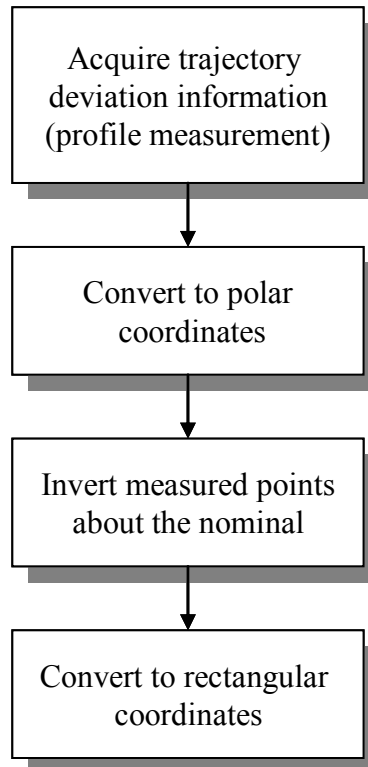 Acquire trajectory
deviation information
(profile measurement)
Convert to polar
coordinates
Invert measured points
about the nominal
Convert to rectangular
coordinates